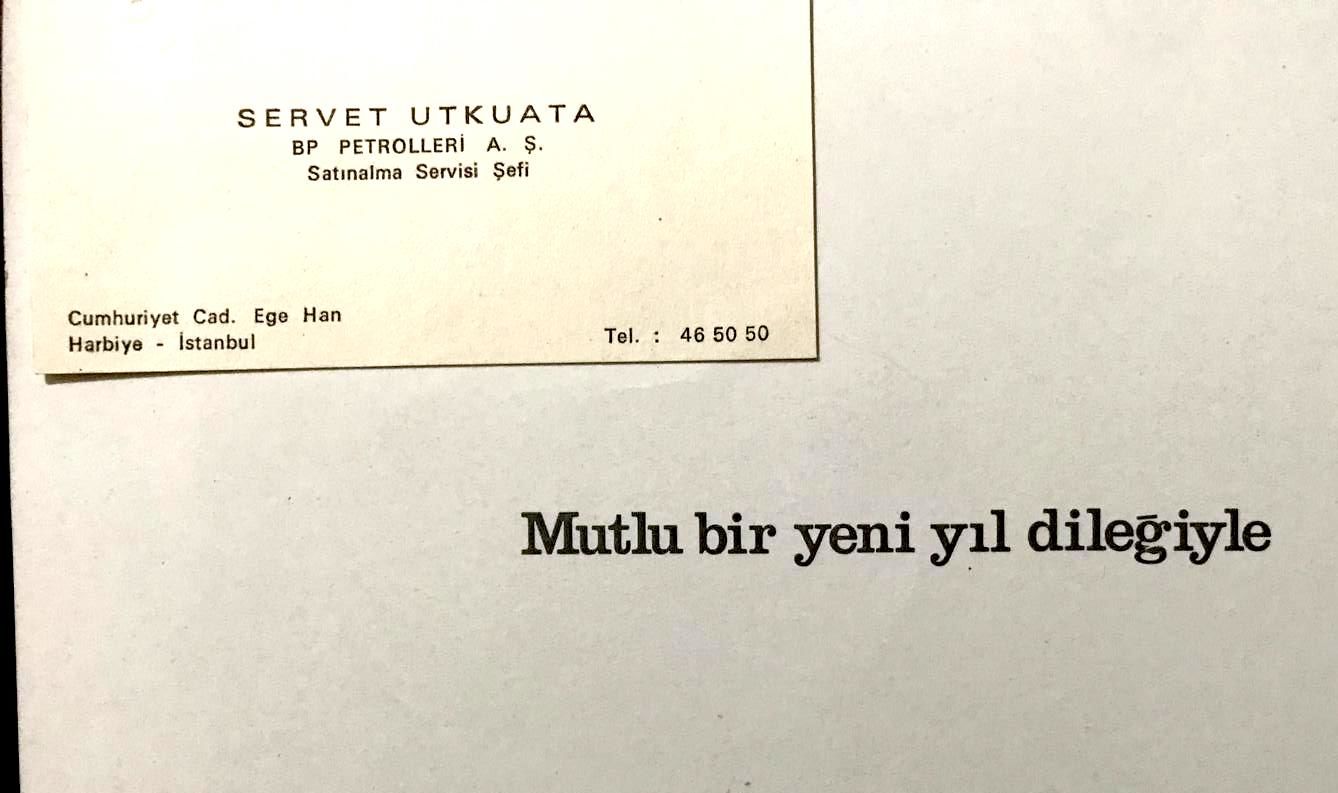 SERVET UTKUATA
BP PETROLLERİ A. Ş.
Satınalma Servisi Şefi
Cumhuriyet Cad. Ege Han
Harbiye - İstanbul
Tel. : 46 50 50
Mutlu bir yeni yıl dileğiyle